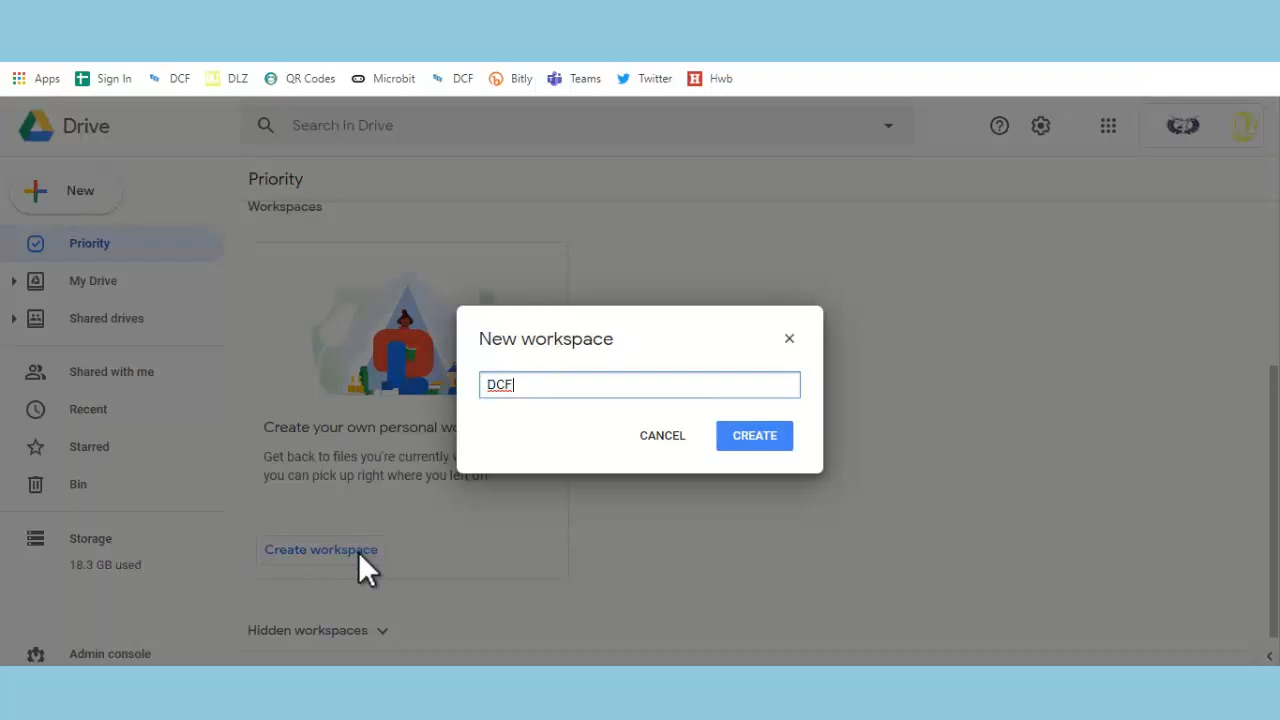 Apps Sign In DCF DLZ QR Codes Microbit DCF Bitly Teams Twitter Hwb
Drive Search in Drive
New
Priority
My Drive
Shared drives
Shared with me
Recent
Starred
Bin
Storage
18.3 GB used
Admin console
Priority
Workspaces
Create your own personal wo
Get back to files you're currently
you can pick up right where you left off
Create workspace
Hidden workspaces
New workspace
DCF
CANCEL CREATE